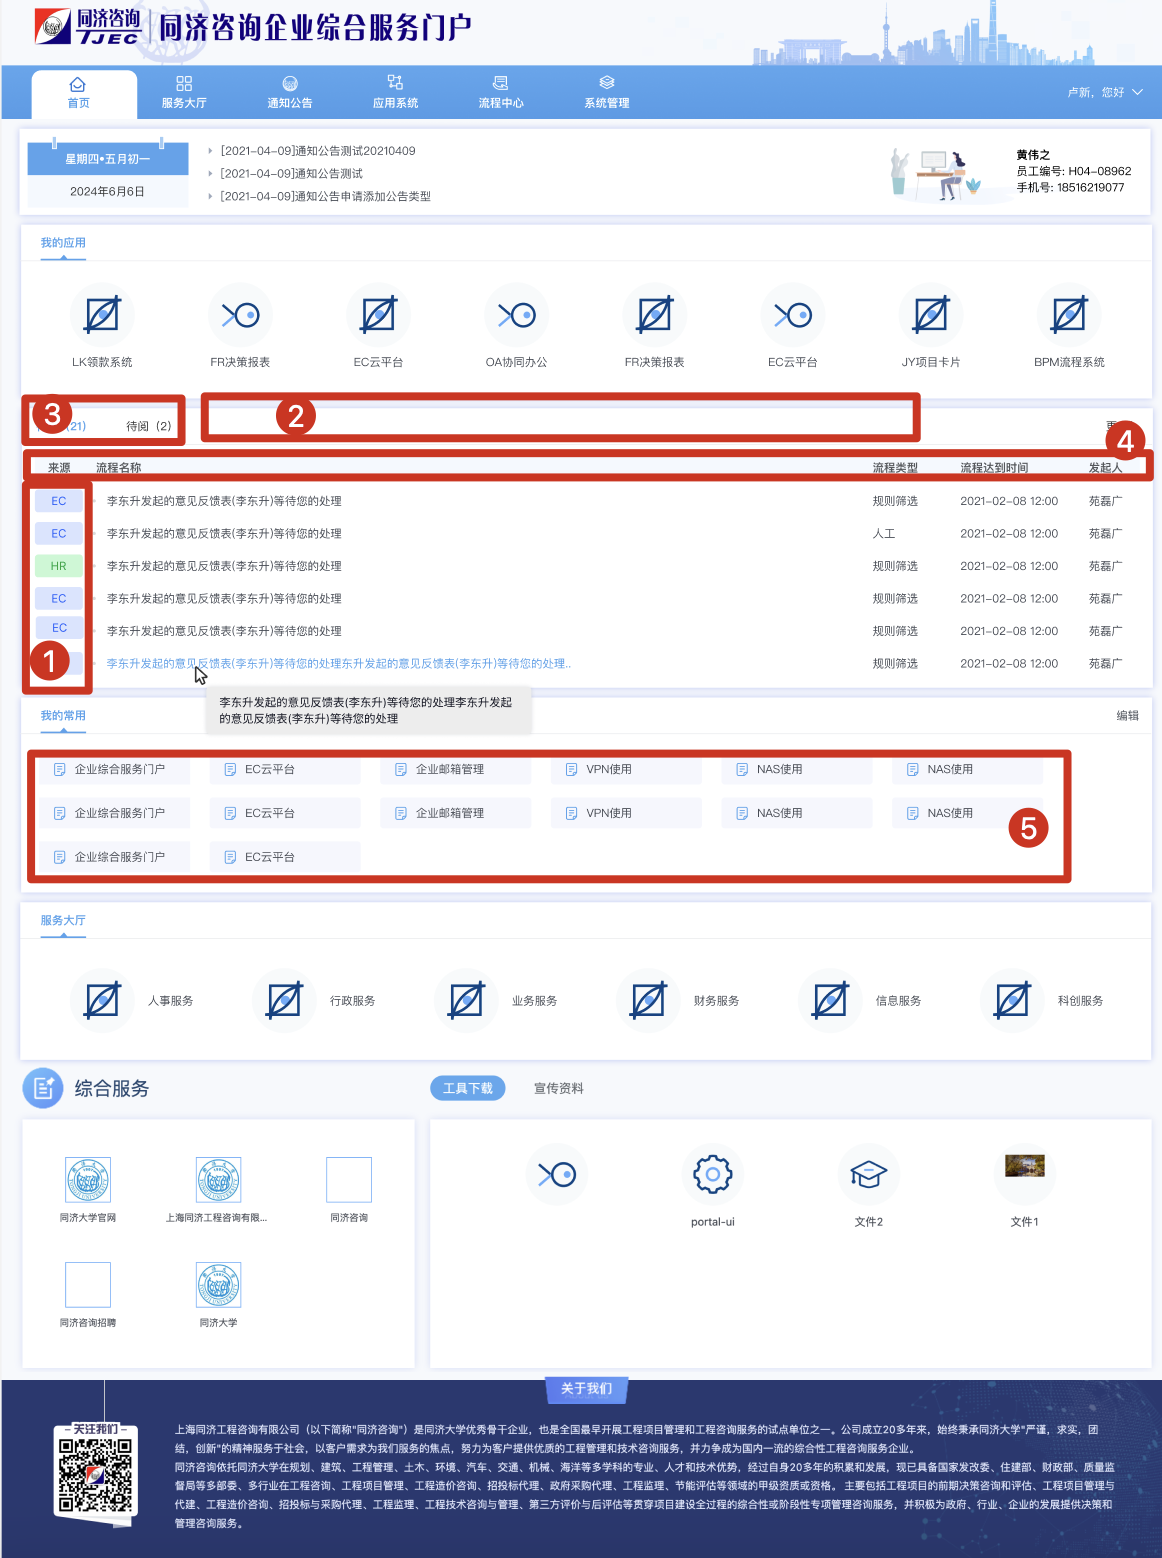 同济咨询
TJEC
同济咨询企业综合服务门户
首页
服务大厅
通知公告
应用系统
流程中心
系统管理
卢新，您好
星期四•五月初一
2024年6月6日
[2021-04-09]通知公告测试20210409
[2021-04-09]通知公告测试
[2021-04-09]通知公告申请添加公告类型
黄伟之
员工编号: H04-08962
手机号: 18516219077
我的应用
LK领款系统
FR决策报表
EC云平台
OA协同办公
FR决策报表
EC云平台
JY项目卡片
BPM流程系统
3
(21)
待阅（2）
2
4
来源
流程名称
流程类型
流程达到时间
发起人
EC 李东升发起的意见反馈表(李东升)等待您的处理 规则筛选 2021-02-08 12:00 苑磊广
EC 李东升发起的意见反馈表(李东升)等待您的处理 人工 2021-02-08 12:00 苑磊广
HR 李东升发起的意见反馈表(李东升)等待您的处理 规则筛选 2021-02-08 12:00 苑磊广
EC 李东升发起的意见反馈表(李东升)等待您的处理 规则筛选 2021-02-08 12:00 苑磊广
EC 李东升发起的意见反馈表(李东升)等待您的处理 规则筛选 2021-02-08 12:00 苑磊广
1 李东升发起的意见反馈表(李东升)等待您的处理东升发起的意见反馈表(李东升)等待您的处理.. 规则筛选 2021-02-08 12:00 苑磊广
李东升发起的意见反馈表(李东升)等待您的处理李东升发起
的意见反馈表(李东升)等待您的处理
我的常用
编辑
企业综合服务门户 EC云平台 企业邮箱管理 VPN使用 NAS使用 NAS使用
企业综合服务门户 EC云平台 企业邮箱管理 VPN使用 NAS使用 NAS使用
5
企业综合服务门户 EC云平台
服务大厅
人事服务
行政服务
业务服务
财务服务
信息服务
科创服务
综合服务
工具下载
宣传资料
同济大学官网
上海同济工程咨询有限...
同济咨询
同济咨询招聘
同济大学
portal-ui
文件2
文件1
关于我们
上海同济工程咨询有限公司（以下简称"同济咨询"）是同济大学优秀骨干企业，也是全国最早开展工程项目管理和工程咨询服务的试点单位之一。公司成立20多年来，始终秉承同济大学"严谨，求实，团
结，创新"的精神服务于社会，以客户需求为我们服务的焦点，努力为客户提供优质的工程管理和技术咨询服务，并力争成为国内一流的综合性工程咨询服务企业。
同济咨询依托同济大学在规划、建筑、工程管理、土木、环境、汽车、交通、机械、海洋等多学科的专业、人才和技术优势，经过自身20多年的积累和发展，现已具备国家发改委、住建部、财政部、质量监
督局等多部委、多行业在工程咨询、工程项目管理、工程造价咨询、招投标代理、政府采购代理、工程监理、节能评估等领域的甲级资质或资格。 主要包括工程项目的前期决策咨询和评估、工程项目管理与
代建、工程造价咨询、招投标与采购代理、工程监理、工程技术咨询与管理、第三方评价与后评估等贯穿项目建设全过程的综合性或阶段性专项管理咨询服务，并积极为政府、行业、企业的发展提供决策和
管理咨询服务。